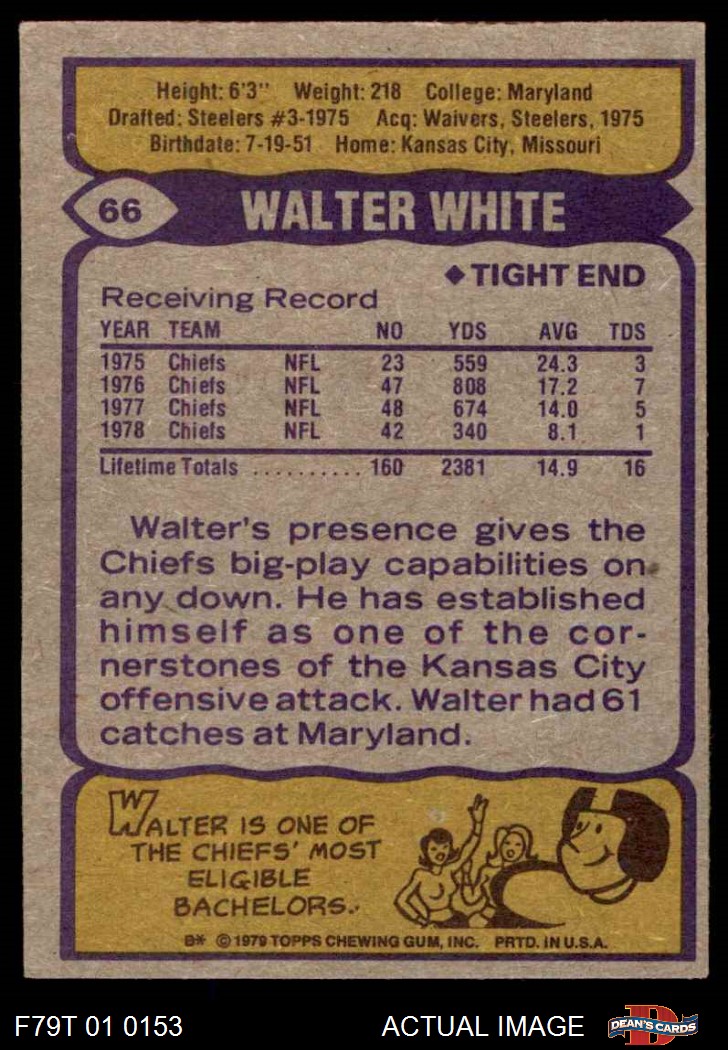 Height: 6'3" Weight: 218 College: Maryland
Drafted: Steelers #3-1975 Acq: Waivers, Steelers, 1975
Birthdate: 7-19-51 Home: Kansas City, Missouri
66 WALTER WHITE
◆TIGHT END
Receiving Record
YEAR TEAM NO YDS AVG TDS
1975 Chiefs NFL 23 559 24.3 3
1976 Chiefs NFL 47 808 17.2 7
1977 Chiefs NFL 48 674 14.0 5
1978 Chiefs NFL 42 340 8.1 1
Lifetime Totals .......... 160 2381 14.9 16
Walter's presence gives the
Chiefs big-play capabilities on
any down. He has established
himself as one of the cor-
nerstones of the Kansas City
offensive attack. Walter had 61
catches at Maryland.
WALTER IS ONE OF
THE CHIEFS' MOST
ELIGIBLE
BACHELORS.
B* © 1979 TOPPS CHEWING GUM, INC. PRTD. IN U.S.A.
F79T 01 0153 ACTUAL IMAGE
D
DEAN'S CARDS